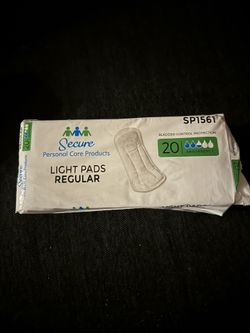 SP1561
Secure
Personal Care Products
BLADDER CONTROL PROTECTION
LIGHT PADS
REGULAR
20